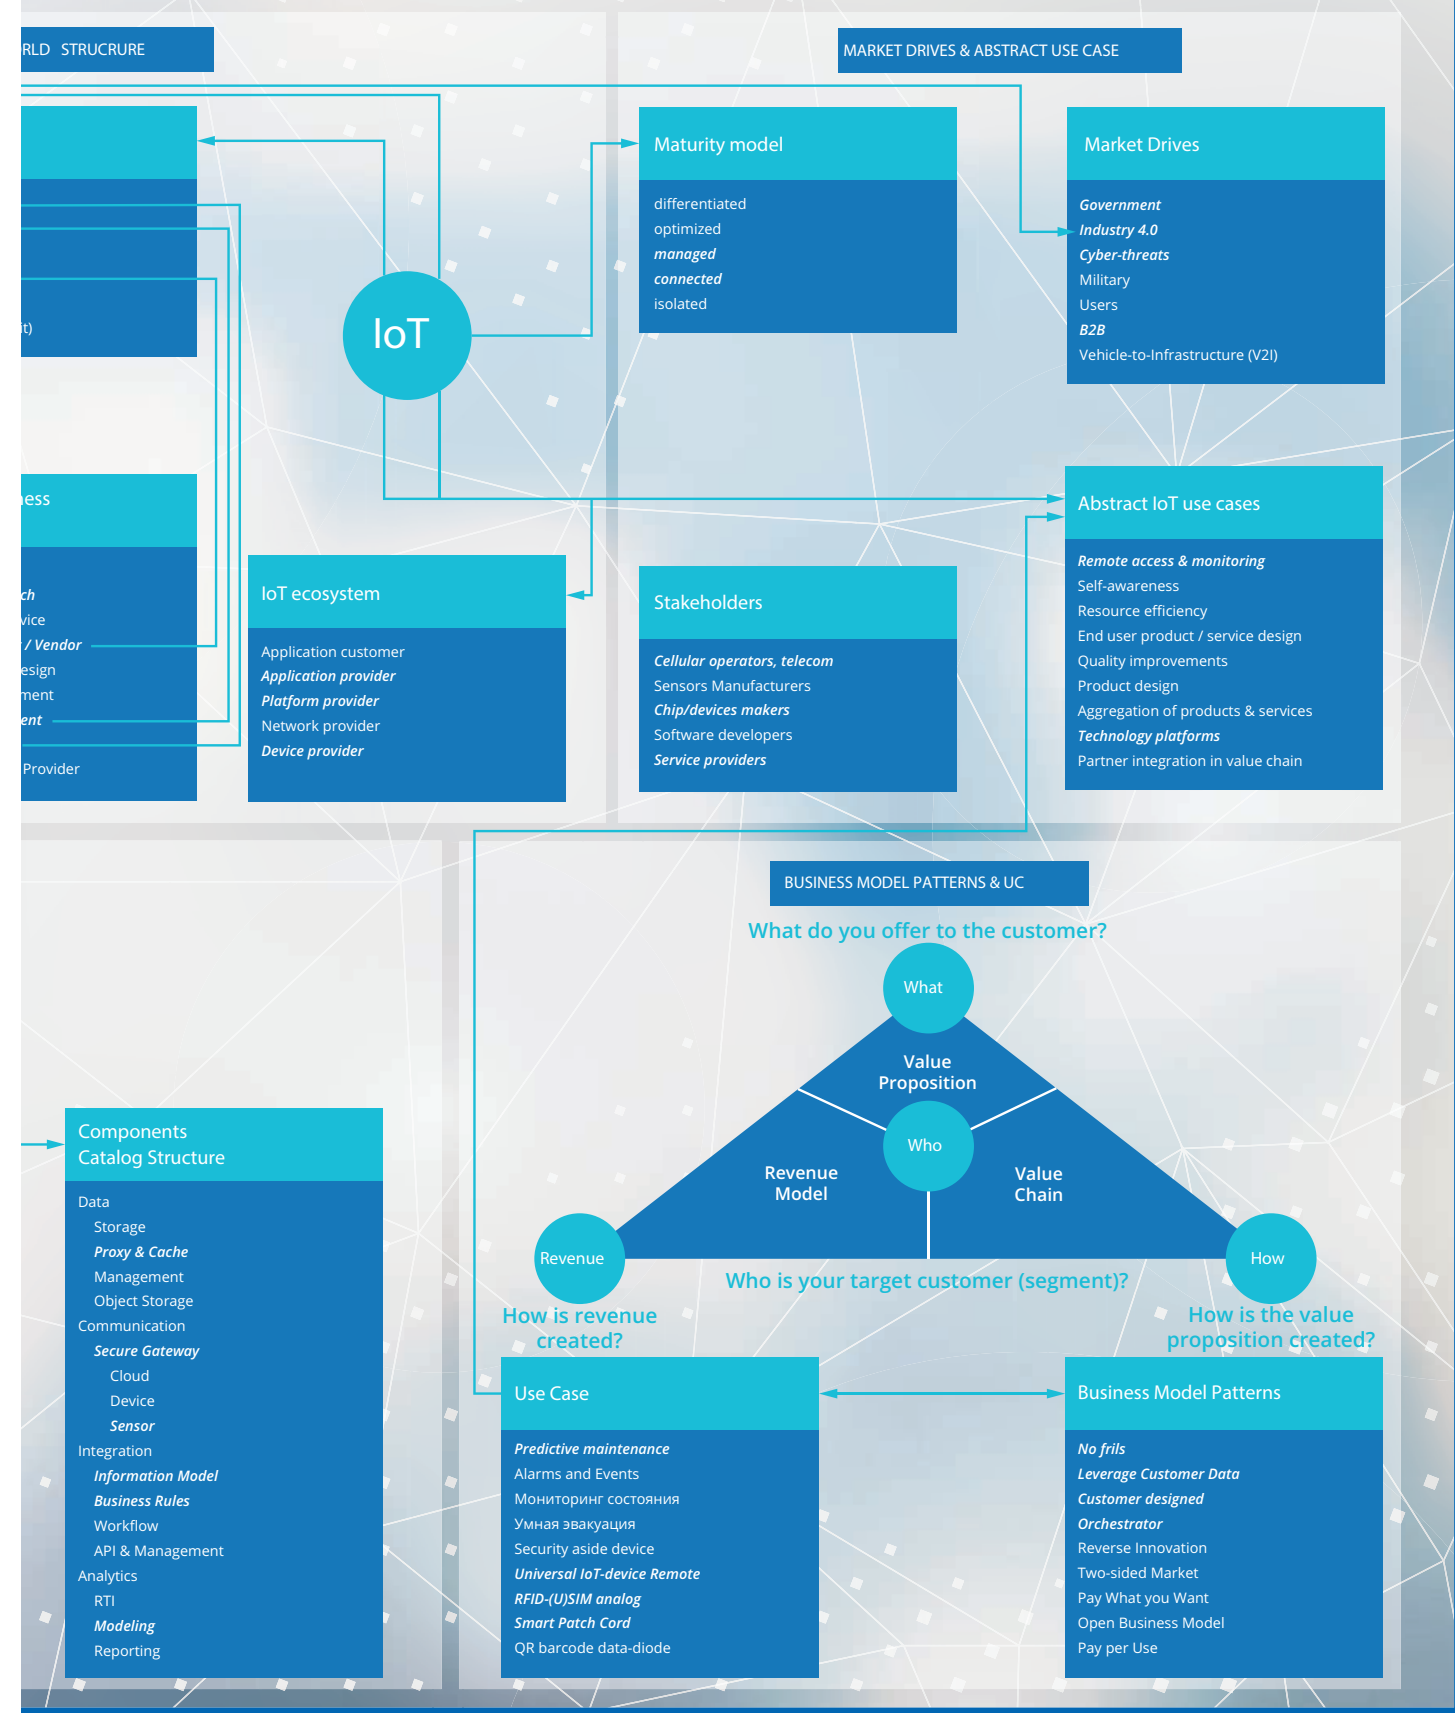 STRUCRURE
MARKET DRIVES & ABSTRACT USE CASE
Maturity model
differentiated
optimized
managed
connected
isolated
Market Drives
Government
Industry 4.0
Cyber-threats
Military
Users
B2B
Vehicle-to-Infrastructure (V2I)
IoT
/ Vendor
Provider
IoT ecosystem
Application customer
Application provider
Platform provider
Network provider
Device provider
Stakeholders
Cellular operators, telecom
Sensors Manufacturers
Chip/devices makers
Software developers
Service providers
Abstract IoT use cases
Remote access & monitoring
Self-awareness
Resource efficiency
End user product / service design
Quality improvements
Product design
Aggregation of products & services
Technology platforms
Partner integration in value chain
BUSINESS MODEL PATTERNS & UC
What do you offer to the customer?
What
Value
Proposition
Who
Revenue
Model
Value
Chain
Revenue
How
Who is your target customer (segment)?
How is revenue
created?
How is the value
proposition created?
Components
Catalog Structure
Data
Storage
Proxy & Cache
Management
Object Storage
Communication
Secure Gateway
Cloud
Device
Sensor
Integration
Information Model
Business Rules
Workflow
API & Management
Analytics
RTI
Modeling
Reporting
Use Case
Predictive maintenance
Alarms and Events
Мониторинг состояния
Умная эвакуация
Security aside device
Universal IoT-device Remote
RFID-(U)SIM analog
Smart Patch Cord
QR barcode data-diode
Business Model Patterns
No frils
Leverage Customer Data
Customer designed
Orchestrator
Reverse Innovation
Two-sided Market
Pay What you Want
Open Business Model
Pay per Use